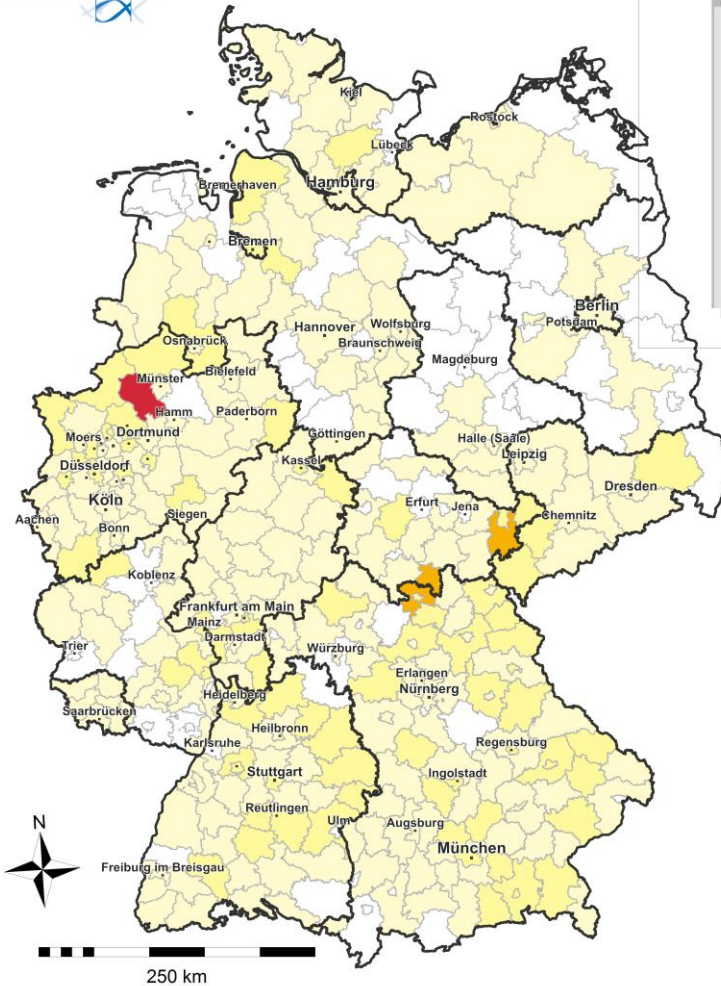 Kiel
Rostock
Lübeck
Bremerhaven
Hamburg
Bremen
Berlin
Hannover
Wolfsburg
Potsdam
Osnabrück
Braunschweig
Magdeburg
Bielefeld
Münster
Hamm
Paderborn
Moers
Dortmund
Göttingen
Halle (Saale)
Leipzig
Düsseldorf
Kassel
Dresden
Köln
Erfurt
Jena
Chemnitz
Aachen
Siegen
Bonn
Koblenz
Frankfurt am Main
Mainz
Trier
Darmstadt
Würzburg
Erlangen
Nürnberg
Heidelberg
Saarbrücken
Heilbronn
Karlsruhe
Regensburg
Stuttgart
Ingolstadt
Reutlingen
Ulm
Augsburg
N
München
Freiburg im Breisgau
250 km